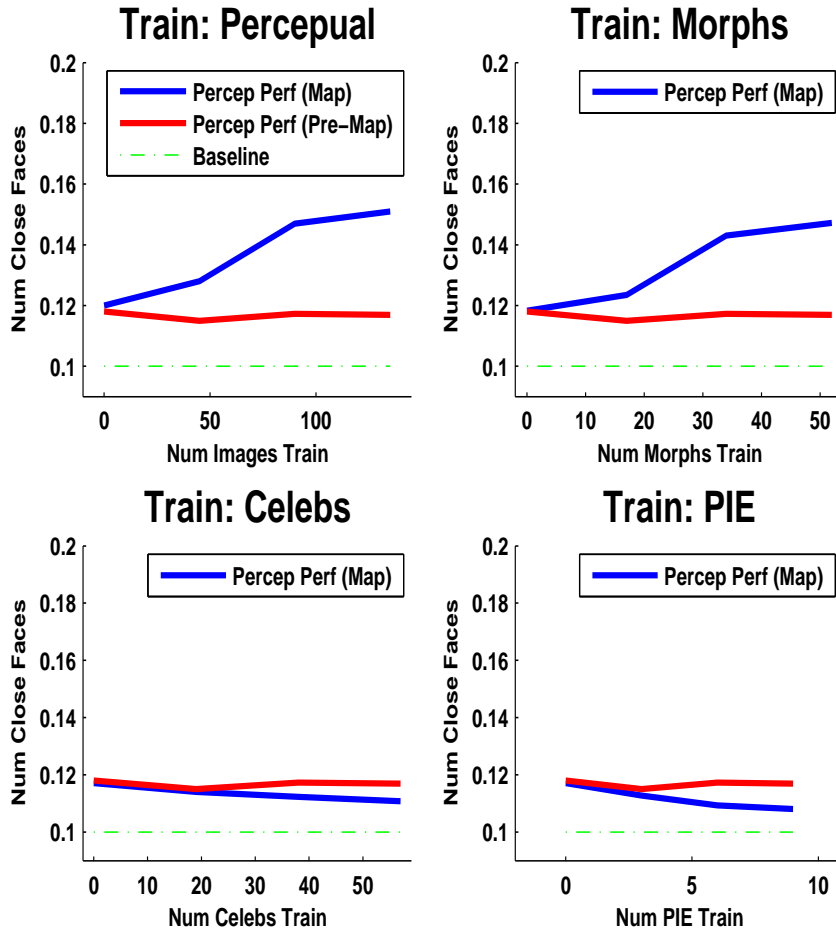 Train: Percepual
0.2
0.18
0.16
0.14
0.12
0.1
Num Close Faces
Percep Perf (Map)
Percep Perf (Pre-Map)
Baseline
0 50 100
Num Images Train
Train: Morphs
0.2
0.18
0.16
0.14
0.12
0.1
Num Close Faces
Percep Perf (Map)
0 10 20 30 40 50
Num Morphs Train
Train: Celebs
0.2
0.18
0.16
0.14
0.12
0.1
Num Close Faces
Percep Perf (Map)
0 10 20 30 40 50
Num Celebs Train
Train: PIE
0.2
0.18
0.16
0.14
0.12
0.1
Num Close Faces
Percep Perf (Map)
0 5 10
Num PIE Train